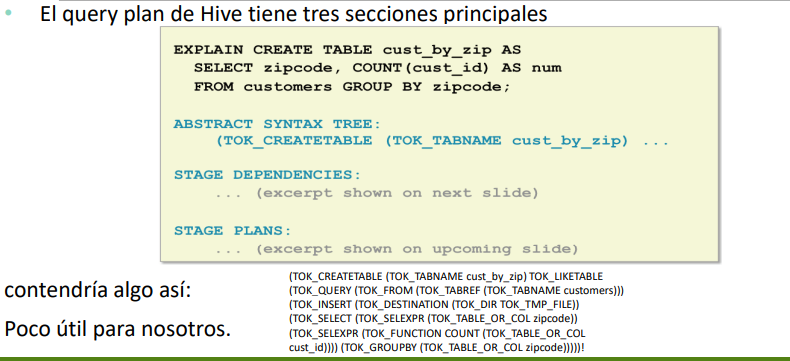 • El query plan de Hive tiene tres secciones principales
EXPLAIN CREATE TABLE cust_by_zip AS
SELECT zipcode, COUNT(cust_id) AS num
FROM customers GROUP BY zipcode;
ABSTRACT SYNTAX TREE:
(TOK_CREATETABLE (TOK_TABNAME cust_by_zip) ...
STAGE DEPENDENCIES:
... (excerpt shown on next slide)
STAGE PLANS:
... (excerpt shown on upcoming slide)
contendría algo así:
Poco útil para nosotros.
(TOK_CREATETABLE (TOK_TABNAME cust_by_zip) TOK_LIKETABLE
(TOK_QUERY (TOK_FROM (TOK_TABREF (TOK_TABNAME customers)))
(TOK_INSERT (TOK_DESTINATION (TOK_DIR TOK_TMP_FILE))
(TOK_SELECT (TOK_SELEXPR (TOK_TABLE_OR_COL zipcode))
(TOK_SELEXPR (TOK_FUNCTION COUNT (TOK_TABLE_OR_COL
cust_id)))) (TOK_GROUPBY (TOK_TABLE_OR_COL zipcode)))))!